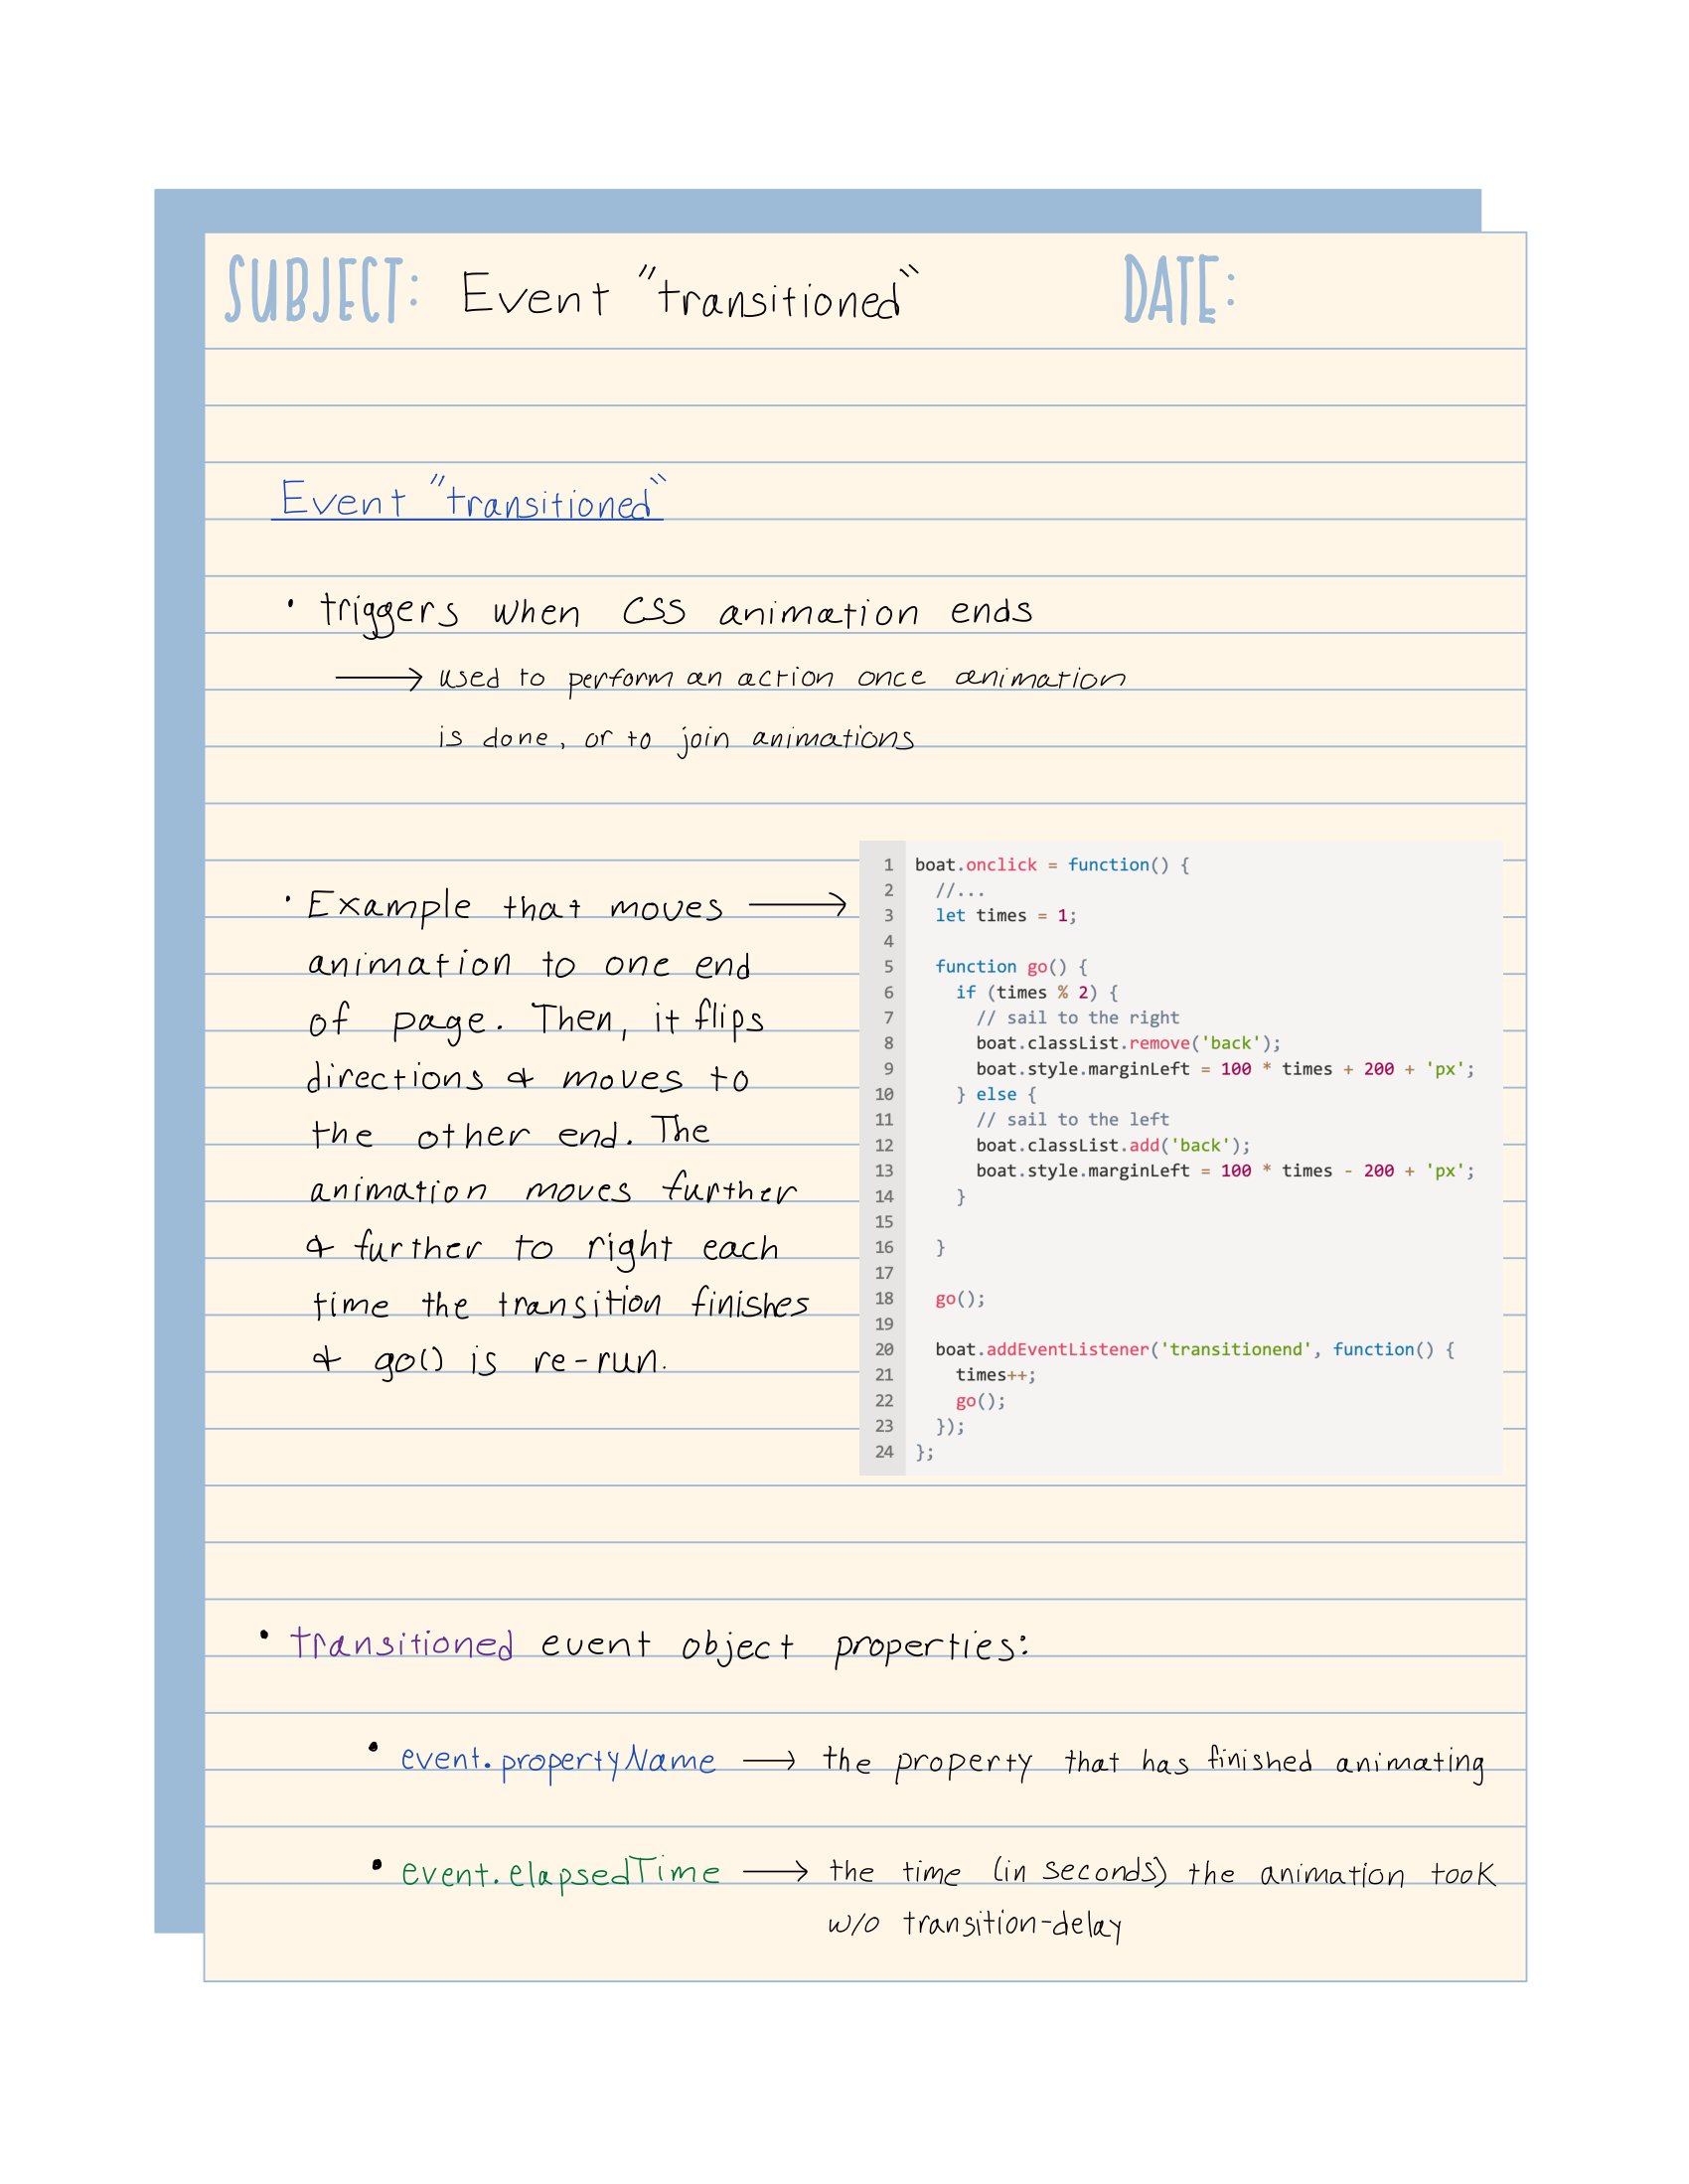 SUBJECT: Event "transitioned" DATE:
Event "transitioned"
• triggers when CSS animation ends
→ used to perform an action once animation
is done, or to join animations
• Example that moves →
animation to one end
of page. Then, it flips
directions & moves to
the other end. The
animation moves further
& further to right each
time the transition finishes
& go() is re-run.
1 boat.onclick = function() {
2   //...
3   let times = 1;
4
5   function go() {
6     if (times % 2) {
7       // sail to the right
8       boat.classList.remove('back');
9       boat.style.marginLeft = 100 * times + 200 + 'px';
10     } else {
11       // sail to the left
12       boat.classList.add('back');
13       boat.style.marginLeft = 100 * times - 200 + 'px';
14     }
15
16   }
17
18   go();
19
20   boat.addEventListener('transitionend', function() {
21     times++;
22     go();
23   });
24 };
• transitioned event object properties:
• event.propertyName → the property that has finished animating
• event.elapsedTime → the time (in seconds) the animation took
w/o transition-delay